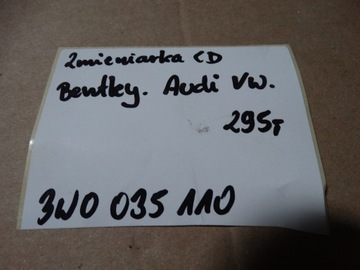 Zmieniarka CD
Bentley. Audi VW.
295T
3W0 035 110